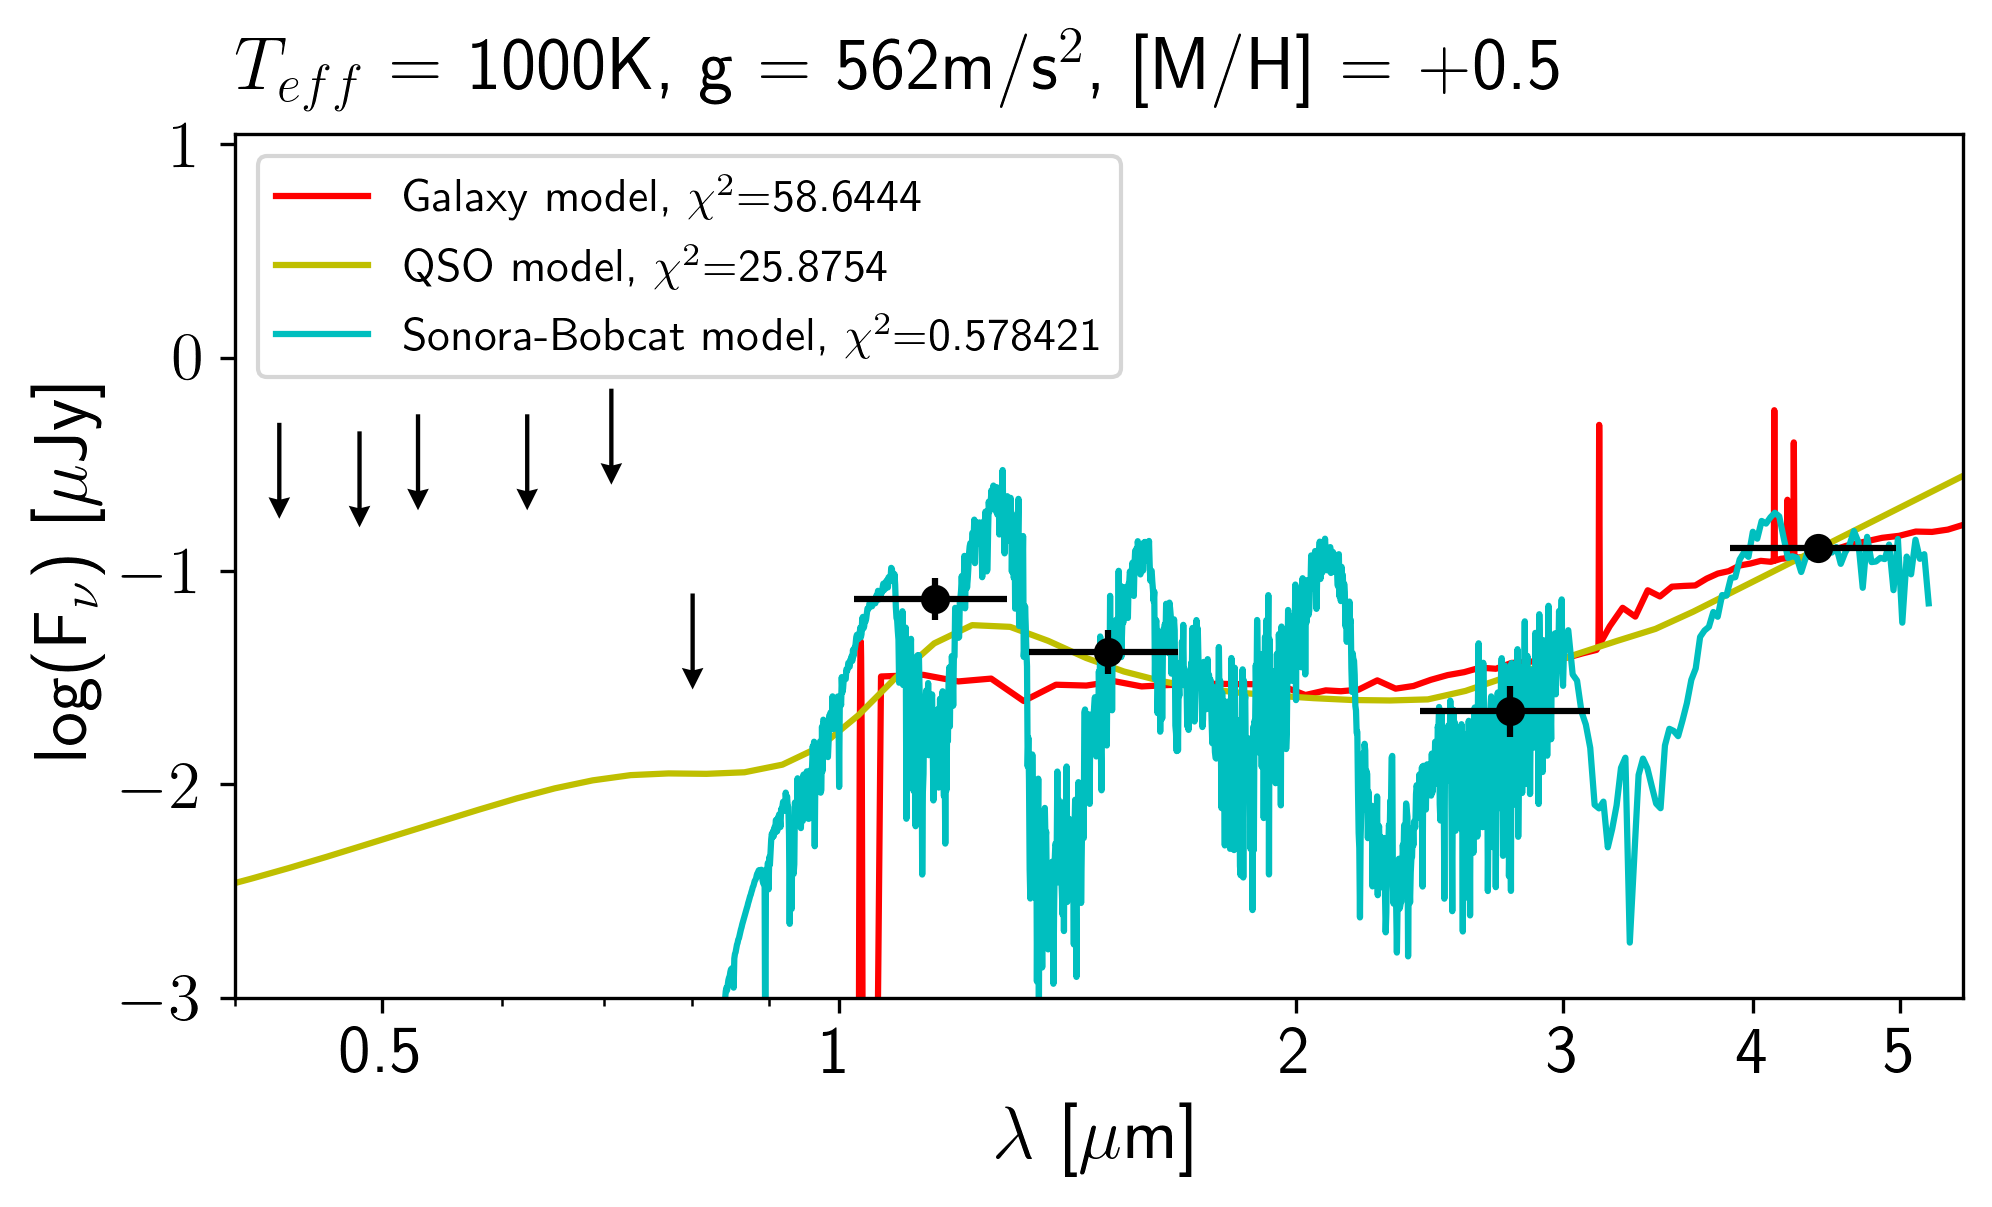 T_eff = 1000K, g = 562m/s², [M/H] = +0.5
Galaxy model, χ²=58.6444
QSO model, χ²=25.8754
Sonora-Bobcat model, χ²=0.578421
log(F_ν) [μJy]
1
0
−1
−2
−3
0.5 1 2 3 4 5
λ [μm]